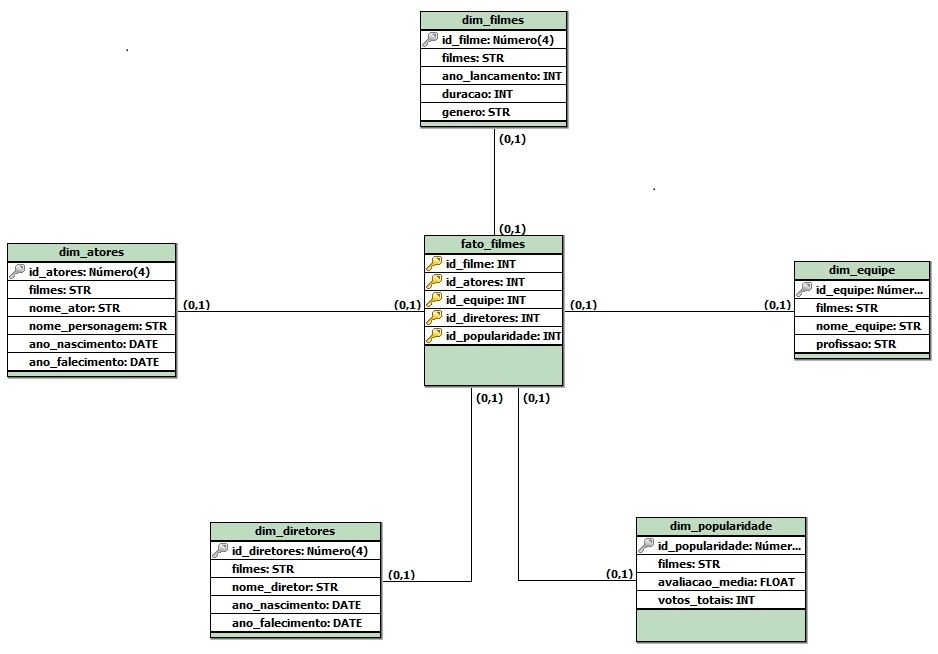 dim_filmes
id_filme: Número(4)
filmes: STR
ano_lancamento: INT
duracao: INT
genero: STR
(0,1)
(0,1)
fato_filmes
id_filme: INT
id_atores: INT
id_equipe: INT
id_diretores: INT
id_popularidade: INT
dim_atores
id_atores: Número(4)
filmes: STR
nome_ator: STR
nome_personagem: STR
ano_nascimento: DATE
ano_falecimento: DATE
(0,1)
(0,1)
(0,1)
(0,1)
dim_equipe
id_equipe: Númer...
filmes: STR
nome_equipe: STR
profissao: STR
(0,1)
(0,1)
dim_diretores
id_diretores: Número(4)
filmes: STR
nome_diretor: STR
ano_nascimento: DATE
ano_falecimento: DATE
(0,1)
(0,1)
dim_popularidade
id_popularidade: Númer...
filmes: STR
avaliacao_media: FLOAT
votos_totais: INT